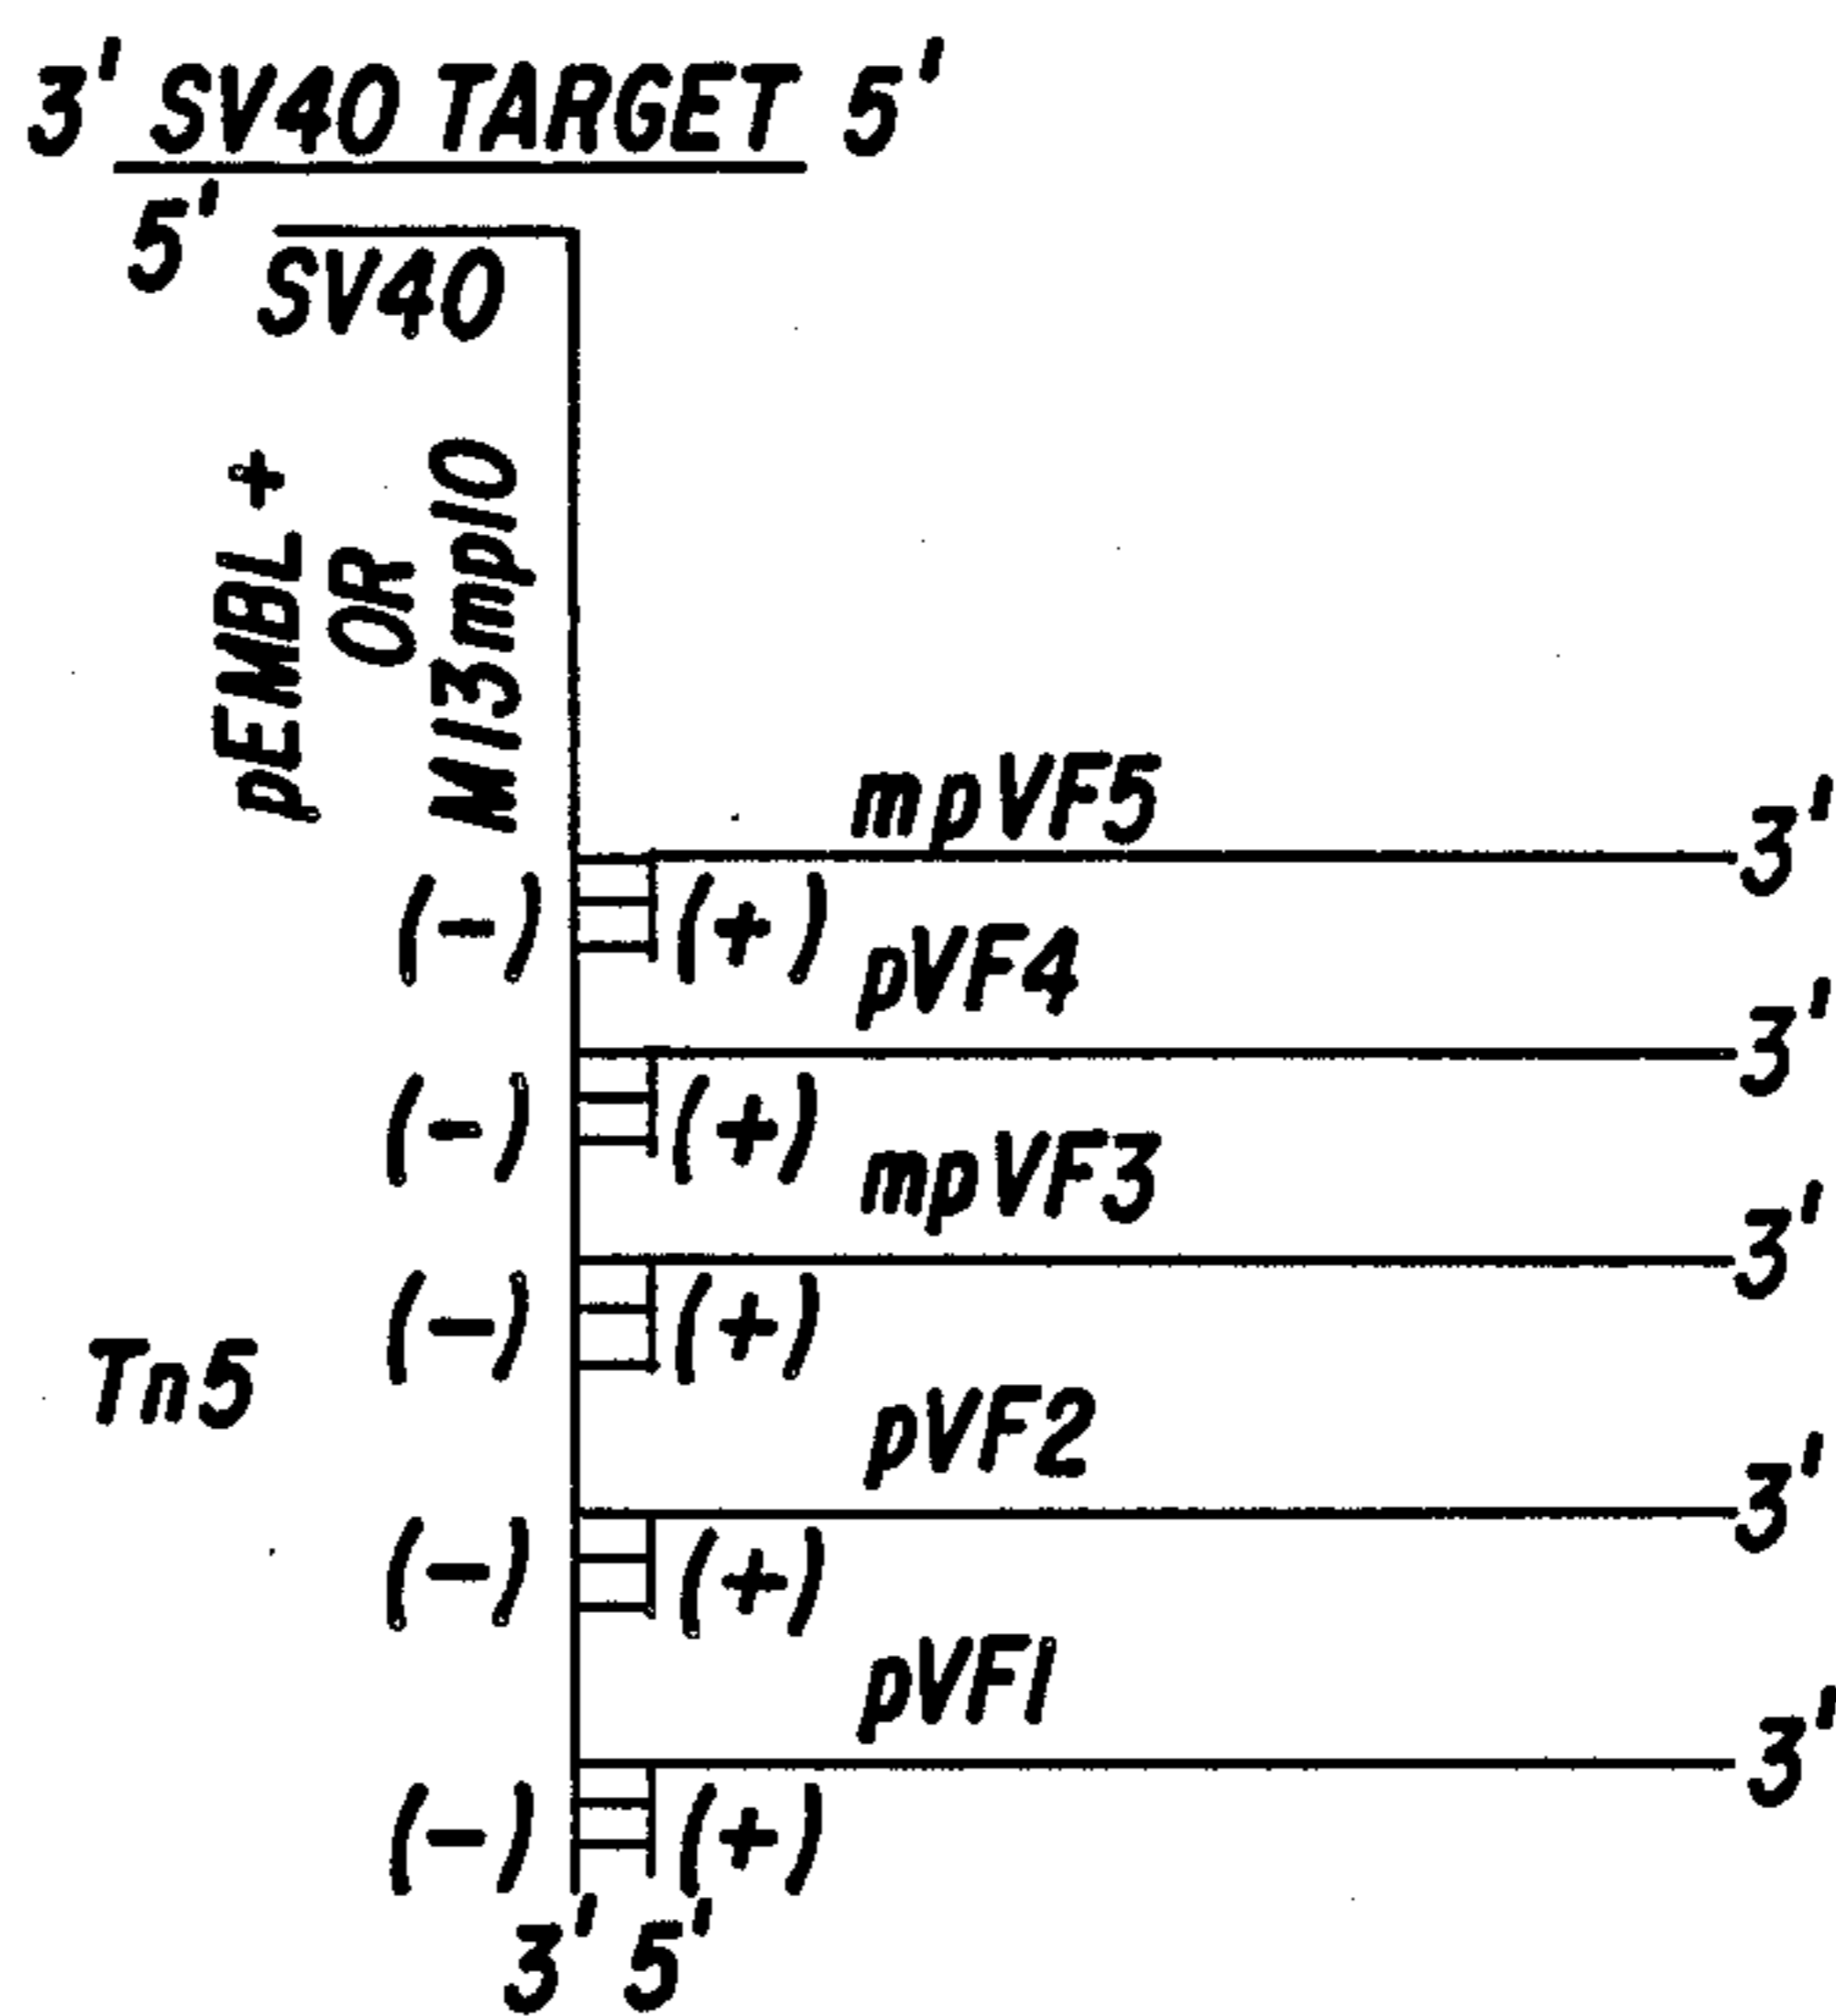 3' SV40 TARGET 5'
5'
SV40
pEMBL +
OR
M13mp10
mpVF5
3'
(-) (+)
pVF4
3'
(-) (+)
mpVF3
3'
(-) (+)
Tn5
pVF2
3'
(-) (+)
pVF1
3'
(-) (+)
3' 5'